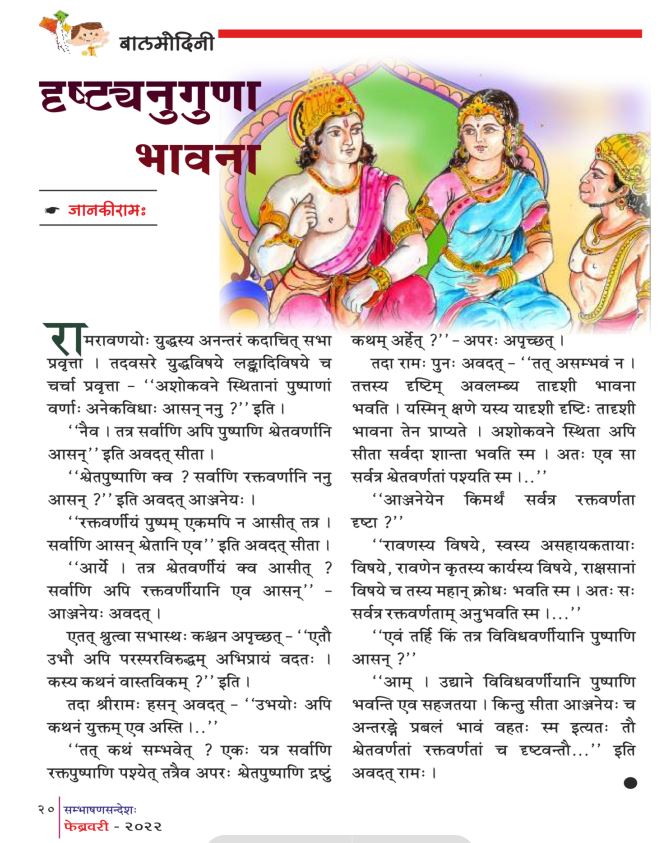 बालमोदिनी
दृष्ट्यनुगुणा
भावना
☛ जानकीरामः
रामरावणयोः युद्धस्य अनन्तरं कदाचित् सभा
प्रवृत्ता । तदवसरे युद्धविषये लङ्कादिविषये च
चर्चा प्रवृत्ता – ‘‘अशोकवने स्थितानां पुष्पाणां
वर्णाः अनेकविधाः आसन् ननु ?’’ इति ।
‘‘नैव । तत्र सर्वाणि अपि पुष्पाणि श्वेतवर्णानि
आसन्’’ इति अवदत् सीता ।
‘‘श्वेतपुष्पाणि क्व ? सर्वाणि रक्तवर्णानि ननु
आसन् ?’’ इति अवदत् आञ्जनेयः ।
‘‘रक्तवर्णीयं पुष्पम् एकमपि न आसीत् तत्र ।
सर्वाणि आसन् श्वेतानि एव’’ इति अवदत् सीता ।
‘‘आर्ये । तत्र श्वेतवर्णीयं क्व आसीत् ?
सर्वाणि अपि रक्तवर्णीयानि एव आसन्’’ –
आञ्जनेयः अवदत् ।
एतत् श्रुत्वा सभास्थः कश्चन अपृच्छत् – ‘‘एतौ
उभौ अपि परस्परविरुद्धम् अभिप्रायं वदतः ।
कस्य कथनं वास्तविकम् ?’’ इति ।
तदा श्रीरामः हसन् अवदत् – ‘‘उभयोः अपि
कथनं युक्तम् एव अस्ति ।..’’
‘‘तत् कथं सम्भवेत् ? एकः यत्र सर्वाणि
रक्तपुष्पाणि पश्येत् तत्रैव अपरः श्वेतपुष्पाणि द्रष्टुं
कथम् अर्हेत् ?’’ – अपरः अपृच्छत् ।
तदा रामः पुनः अवदत् – ‘‘तत् असम्भवं न ।
तत्तस्य दृष्टिम् अवलम्ब्य तादृशी भावना
भवति । यस्मिन् क्षणे यस्य यादृशी दृष्टिः तादृशी
भावना तेन प्राप्यते । अशोकवने स्थिता अपि
सीता सर्वदा शान्ता भवति स्म । अतः एव सा
सर्वत्र श्वेतवर्णतां पश्यति स्म ।..’’
‘‘आञ्जनेयेन किमर्थं सर्वत्र रक्तवर्णता
दृष्टा ?’’
‘‘रावणस्य विषये, स्वस्य असहायकतायाः
विषये, रावणेन कृतस्य कार्यस्य विषये, राक्षसानां
विषये च तस्य महान् क्रोधः भवति स्म । अतः सः
सर्वत्र रक्तवर्णताम् अनुभवति स्म ।...’’
‘‘एवं तर्हि किं तत्र विविधवर्णीयानि पुष्पाणि
आसन् ?’’
‘‘आम् । उद्याने विविधवर्णीयानि पुष्पाणि
भवन्ति एव सहजतया । किन्तु सीता आञ्जनेयः च
अन्तरङ्गे प्रबलं भावं वहतः स्म इत्यतः तौ
श्वेतवर्णतां रक्तवर्णतां च दृष्टवन्तौ...’’ इति
अवदत् रामः ।
२० सम्भाषणसन्देशः
फेब्रवरी - २०२२